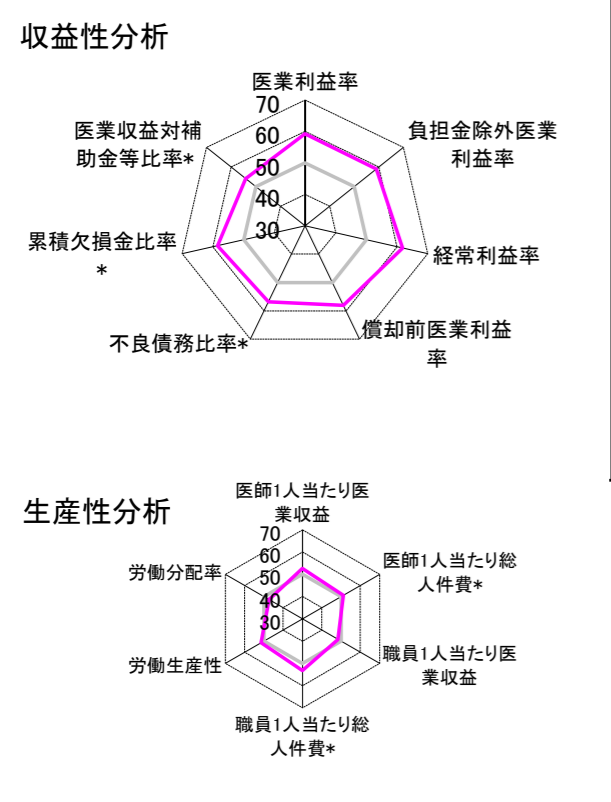 収益性分析
医業利益率
70
60
50
40
30
負担金除外医業
利益率
経常利益率
償却前医業利益
率
不良債務比率*
累積欠損金比率
*
医業収益対補
助金等比率*
生産性分析
医師1人当たり医
業収益
70
60
50
40
30
医師1人当たり総
人件費*
職員1人当たり医
業収益
職員1人当たり総
人件費*
労働生産性
労働分配率